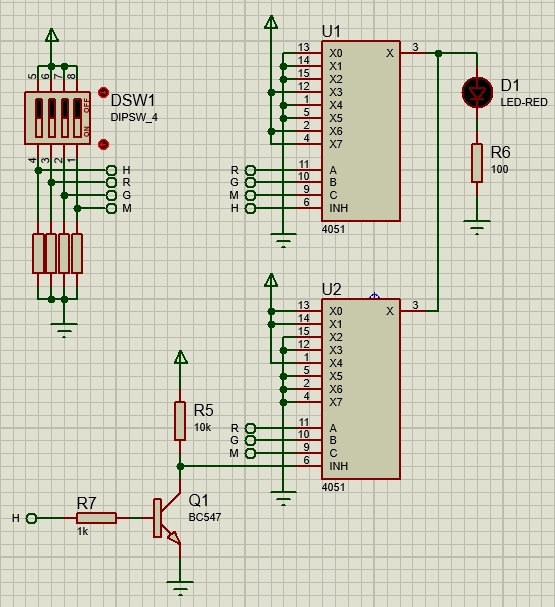 5 6 7 8
DSW1
DIPSW_4
OFF
ON
4 3 2 1
H
R
G
M
U1
13 X0 X 3
14 X1
15 X2
12 X3
1 X4
5 X5
2 X6
4 X7
R 11 A
G 10 B
M 9 C
H 6 INH
4051
D1
LED-RED
R6
100
U2
13 X0 X 3
14 X1
15 X2
12 X3
1 X4
5 X5
2 X6
4 X7
R 11 A
G 10 B
M 9 C
6 INH
4051
R5
10k
H
R7
1k
Q1
BC547